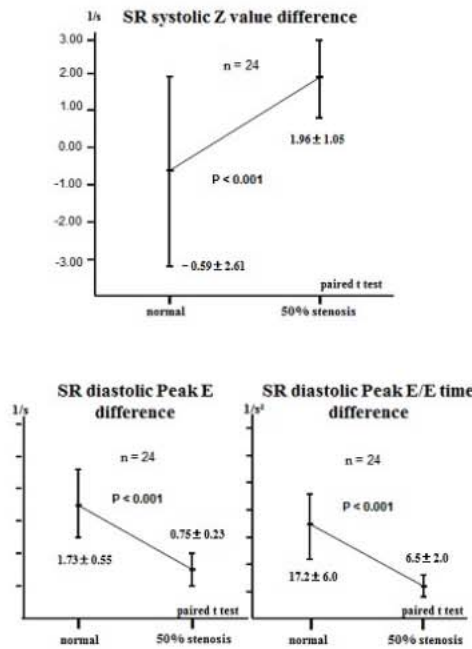 SR systolic Z value difference
1/s
3.00
2.00
1.00
0.00
-1.00
-2.00
-3.00
n = 24
1.96 ± 1.05
P < 0.001
- 0.59 ± 2.61
paired t test
normal
50% stenosis
SR diastolic Peak E
difference
1/s
n = 24
P < 0.001
0.75 ± 0.23
1.73 ± 0.55
paired t test
normal
50% stenosis
SR diastolic Peak E/E time
difference
1/s²
n = 24
P < 0.001
6.5 ± 2.0
17.2 ± 6.0
paired t test
normal
50% stenosis